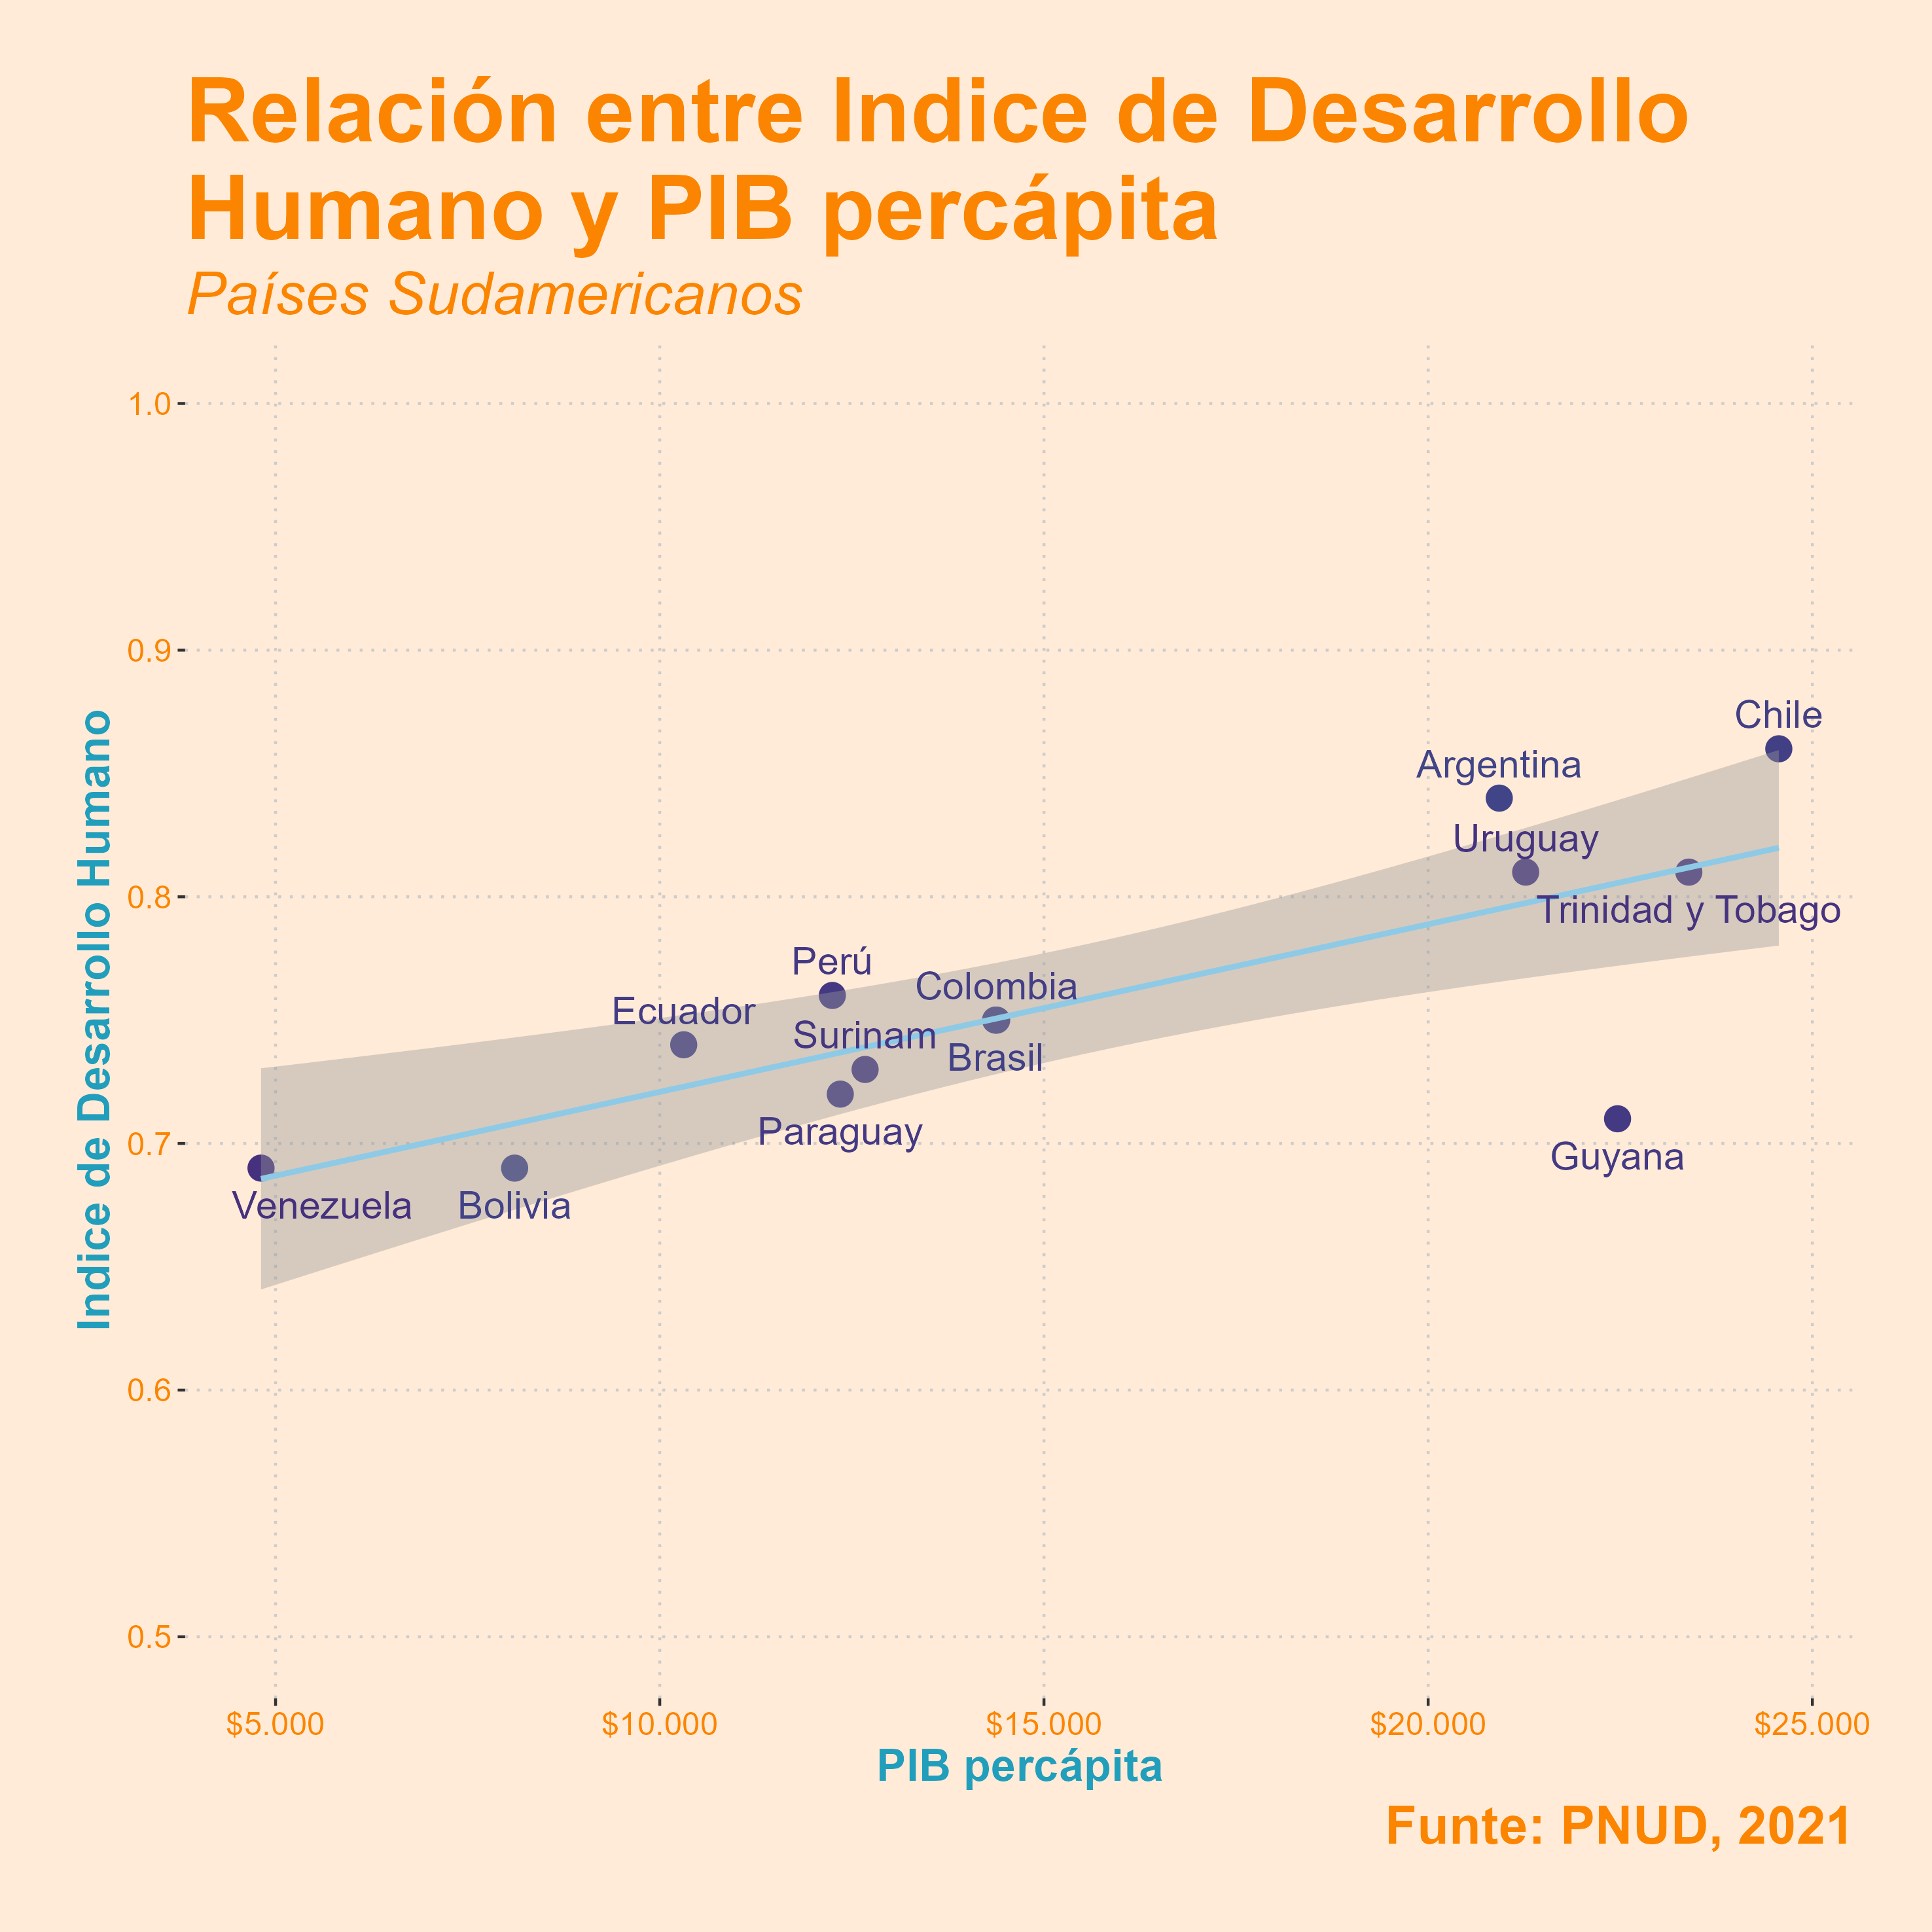 Relación entre Indice de Desarrollo
Humano y PIB percápita
Países Sudamericanos
Indice de Desarrollo Humano
1.0
0.9
0.8
0.7
0.6
0.5
Chile
Argentina
Uruguay
Trinidad y Tobago
Perú
Colombia
Ecuador
Surinam
Brasil
Paraguay
Guyana
Venezuela
Bolivia
$5.000
$10.000
$15.000
$20.000
$25.000
PIB percápita
Funte: PNUD, 2021